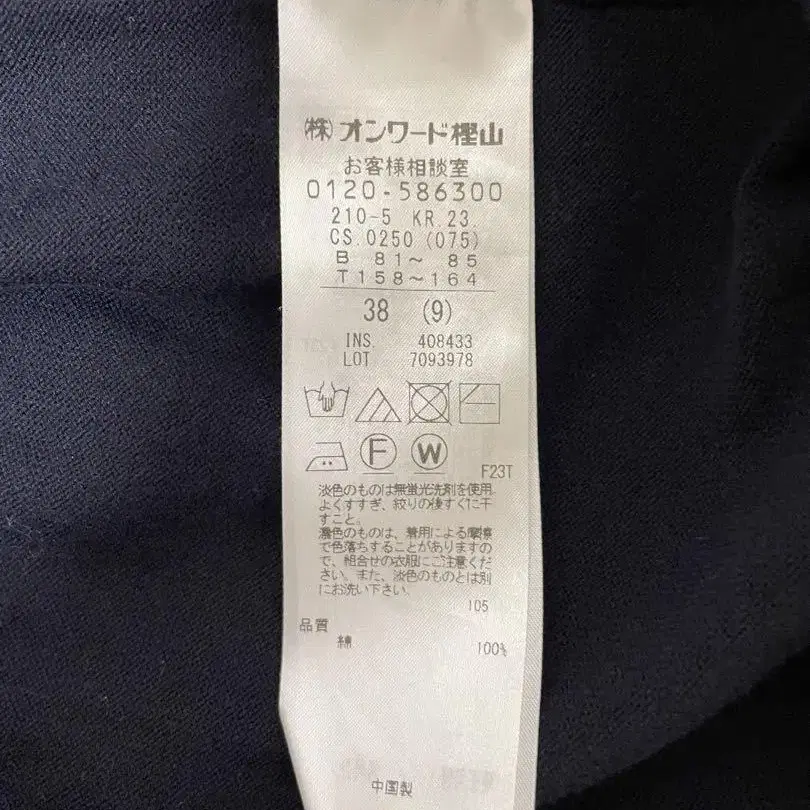 (株)オンワード樫山
お客様相談室
0120-586300
210-5 KR.23.
CS.0250 (075)
B 81～ 85
T 158～164
38 (9)
INS. 408433
LOT 7093978
F
W
F23T
淡色のものは無蛍光洗剤を使用
よくすすぎ、絞りの後すぐに干
すこと。
濃色のものは、着用による摩擦
で色落ちすることがありますの
で、組合せの衣服にご注意くだ
さい。また、淡色のものとは別
にお洗い下さい。
105
品質
綿 100%
中国製